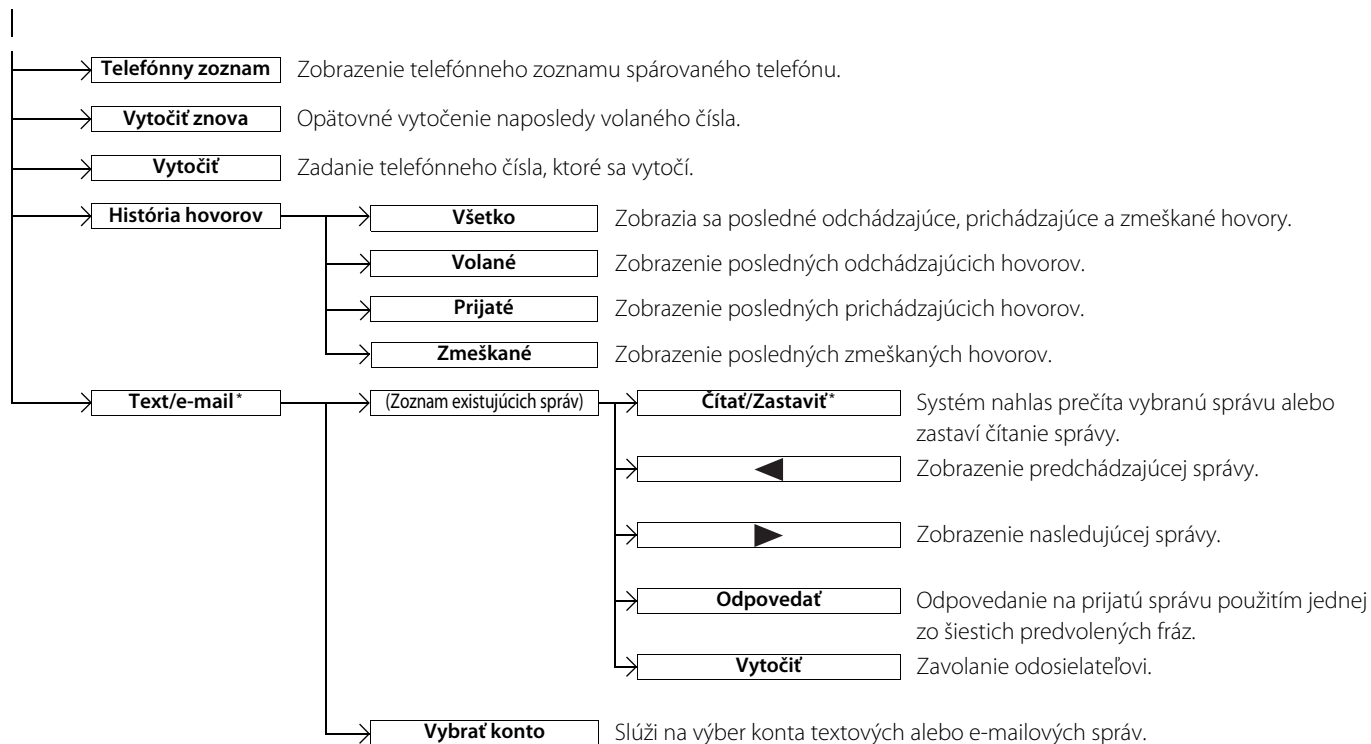 Telefónny zoznam Zobrazenie telefónneho zoznamu spárovaného telefónu.
Vytočiť znova Opätovné vytočenie naposledy volaného čísla.
Vytočiť Zadanie telefónneho čísla, ktoré sa vytočí.
História hovorov Všetko Zobrazia sa posledné odchádzajúce, prichádzajúce a zmeškané hovory.
Volané Zobrazenie posledných odchádzajúcich hovorov.
Prijaté Zobrazenie posledných prichádzajúcich hovorov.
Zmeškané Zobrazenie posledných zmeškaných hovorov.
Text/e-mail* (Zoznam existujúcich správ) Čítať/Zastaviť* Systém nahlas prečíta vybranú správu alebo
zastaví čítanie správy.
Zobrazenie predchádzajúcej správy.
Zobrazenie nasledujúcej správy.
Odpovedať Odpovedanie na prijatú správu použitím jednej
zo šiestich predvolených fráz.
Vytočiť Zavolanie odosielateľovi.
Vybrať konto Slúži na výber konta textových alebo e-mailových správ.